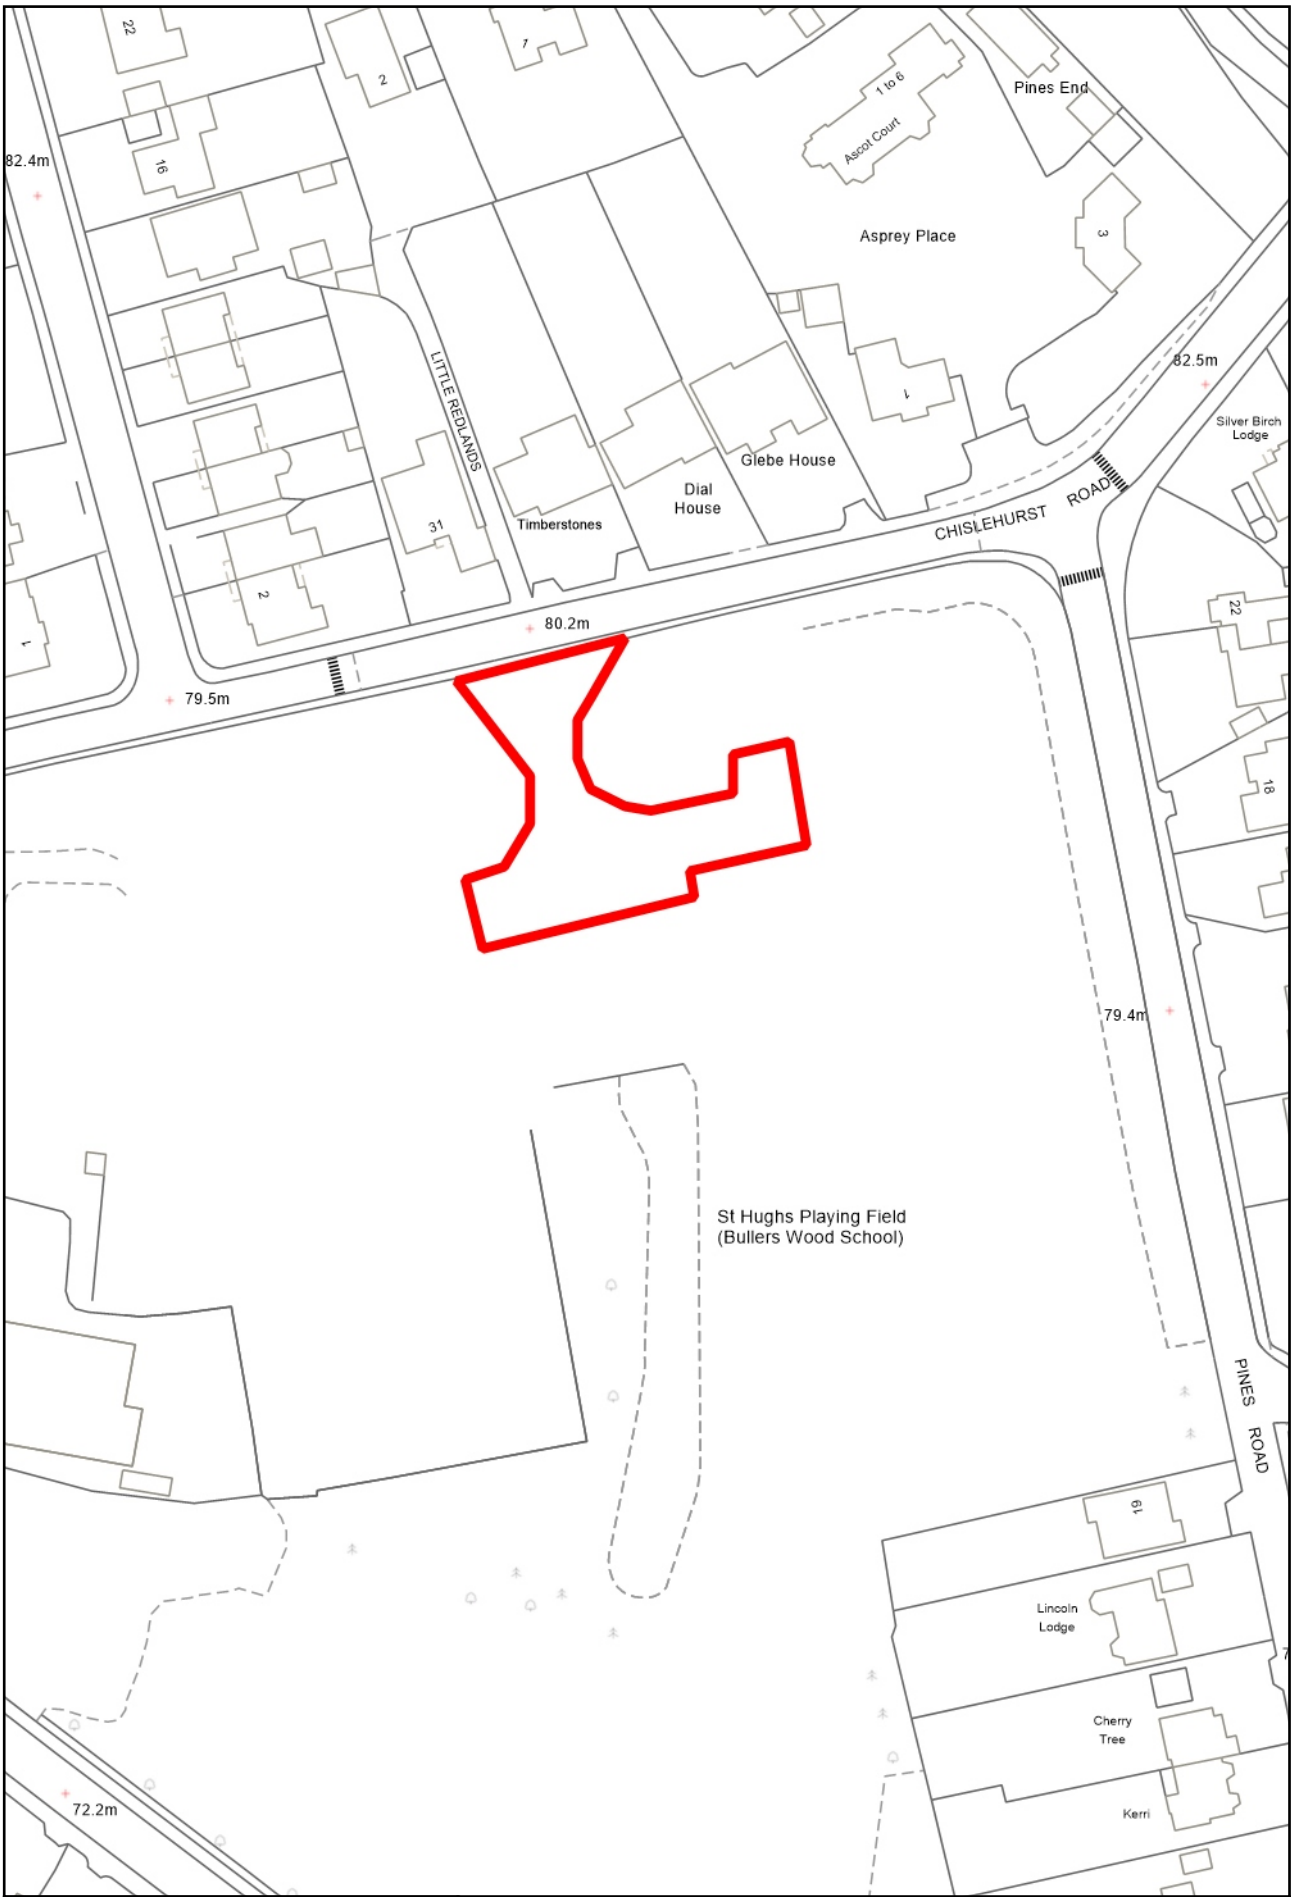 22
2
1
1 to 6
Ascot Court
Pines End
82.4m
16
Asprey Place
3
LITTLE REDLANDS
1
82.5m
Silver Birch
Lodge
Glebe House
Dial
House
CHISLEHURST ROAD
31
Timberstones
2
22
80.2m
1
79.5m
18
79.4m
St Hughs Playing Field
(Bullers Wood School)
PINES ROAD
19
Lincoln
Lodge
Cherry
Tree
Kerri
72.2m